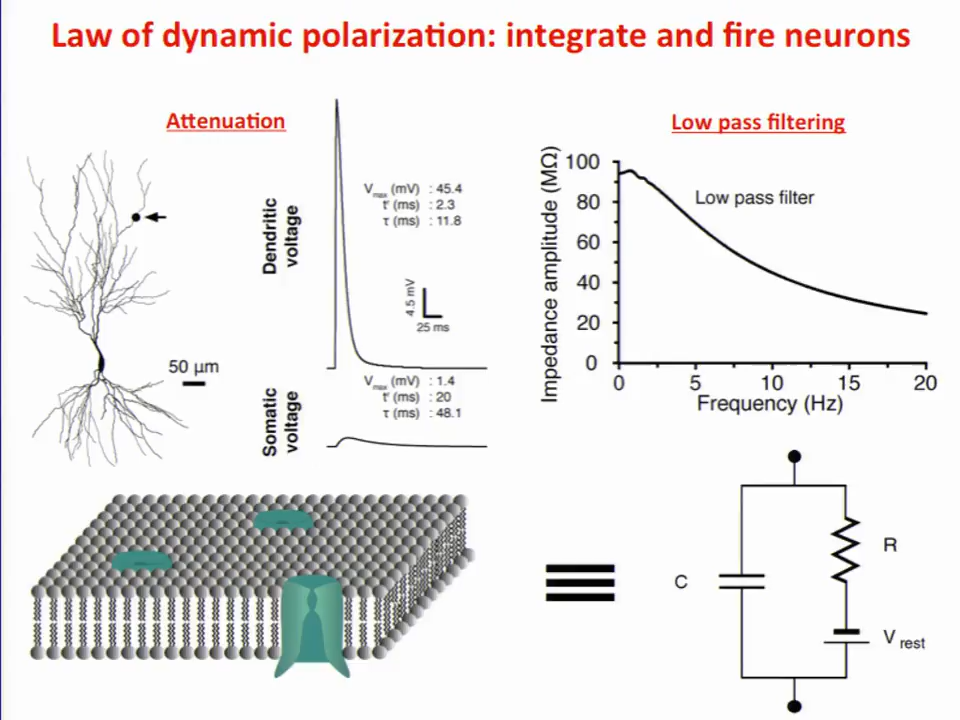 Law of dynamic polarization: integrate and fire neurons
Attenuation
Low pass filtering
Dendritic
voltage
Vmax (mV) : 45.4
t' (ms) : 2.3
τ (ms) : 11.8
4.5 mV
25 ms
50 µm
Somatic
voltage
Vmax (mV) : 1.4
t' (ms) : 20
τ (ms) : 48.1
Impedance amplitude (MΩ)
100
80
60
40
20
0
Low pass filter
0 5 10 15 20
Frequency (Hz)
C
R
V rest